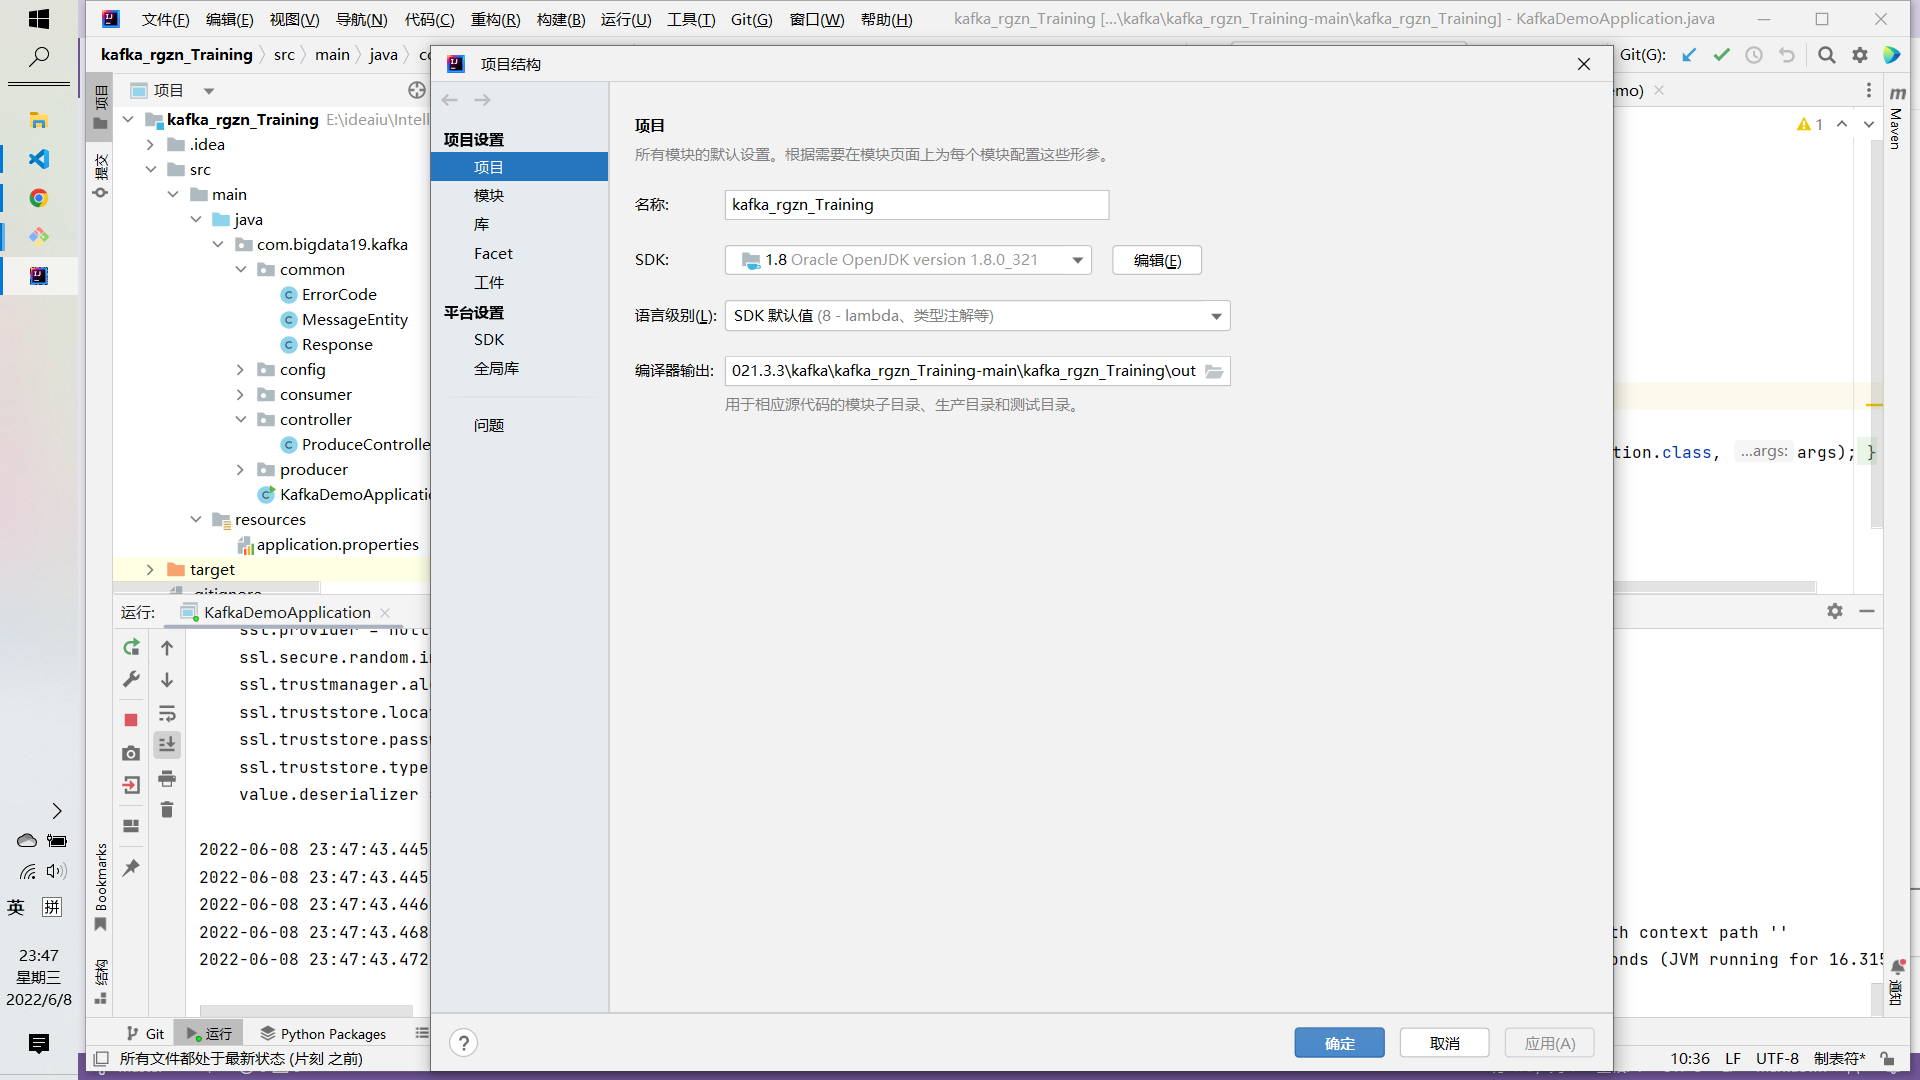 文件(F) 编辑(E) 视图(V) 导航(N) 代码(C) 重构(R) 构建(B) 运行(U) 工具(T) Git(G) 窗口(W) 帮助(H) kafka_rgzn_Training [...\kafka\kafka_rgzn_Training-main\kafka_rgzn_Training] - KafkaDemoApplication.java
kafka_rgzn_Training src main java
Git(G):
项目结构
项目
提交
Bookmarks
结构
项目
kafka_rgzn_Training E:\ideaiu\Intell
.idea
src
main
java
com.bigdata19.kafka
common
ErrorCode
MessageEntity
Response
config
consumer
controller
ProduceControlle
producer
KafkaDemoApplicati
resources
application.properties
target
.gitignore
项目设置
项目
模块
库
Facet
工件
平台设置
SDK
全局库
问题
项目
所有模块的默认设置。根据需要在模块页面上为每个模块配置这些形参。
名称: kafka_rgzn_Training
SDK: 1.8 Oracle OpenJDK version 1.8.0_321 编辑(E)
语言级别(L): SDK 默认值 (8 - lambda、类型注解等)
编译器输出: 021.3.3\kafka\kafka_rgzn_Training-main\kafka_rgzn_Training\out
用于相应源代码的模块子目录、生产目录和测试目录。
确定 取消 应用(A)
?
emo)
1
Maven
tion.class, ...args: args); }
运行: KafkaDemoApplication
ssl.provider = null
ssl.secure.random.i
ssl.trustmanager.al
ssl.truststore.loca
ssl.truststore.pass
ssl.truststore.type
value.deserializer
2022-06-08 23:47:43.445
2022-06-08 23:47:43.445
2022-06-08 23:47:43.446
2022-06-08 23:47:43.468
th context path ''
2022-06-08 23:47:43.472
onds (JVM running for 16.315
通知
Git 运行 Python Packages
所有文件都处于最新状态 (片刻 之前)
10:36 LF UTF-8 制表符*
英 拼
23:47
星期三
2022/6/8